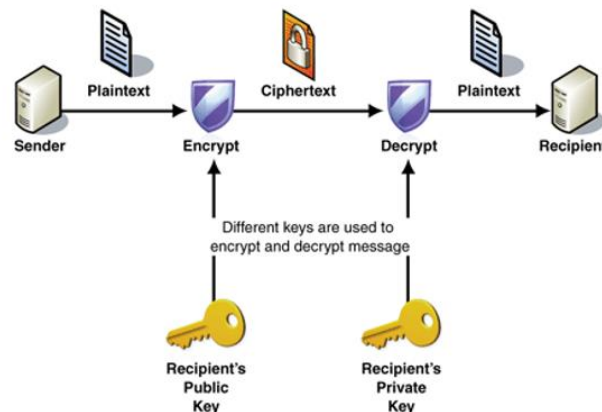 Plaintext
Ciphertext
Plaintext
Sender
Encrypt
Decrypt
Recipient
Different keys are used to
encrypt and decrypt message
Recipient's
Public
Key
Recipient's
Private
Key